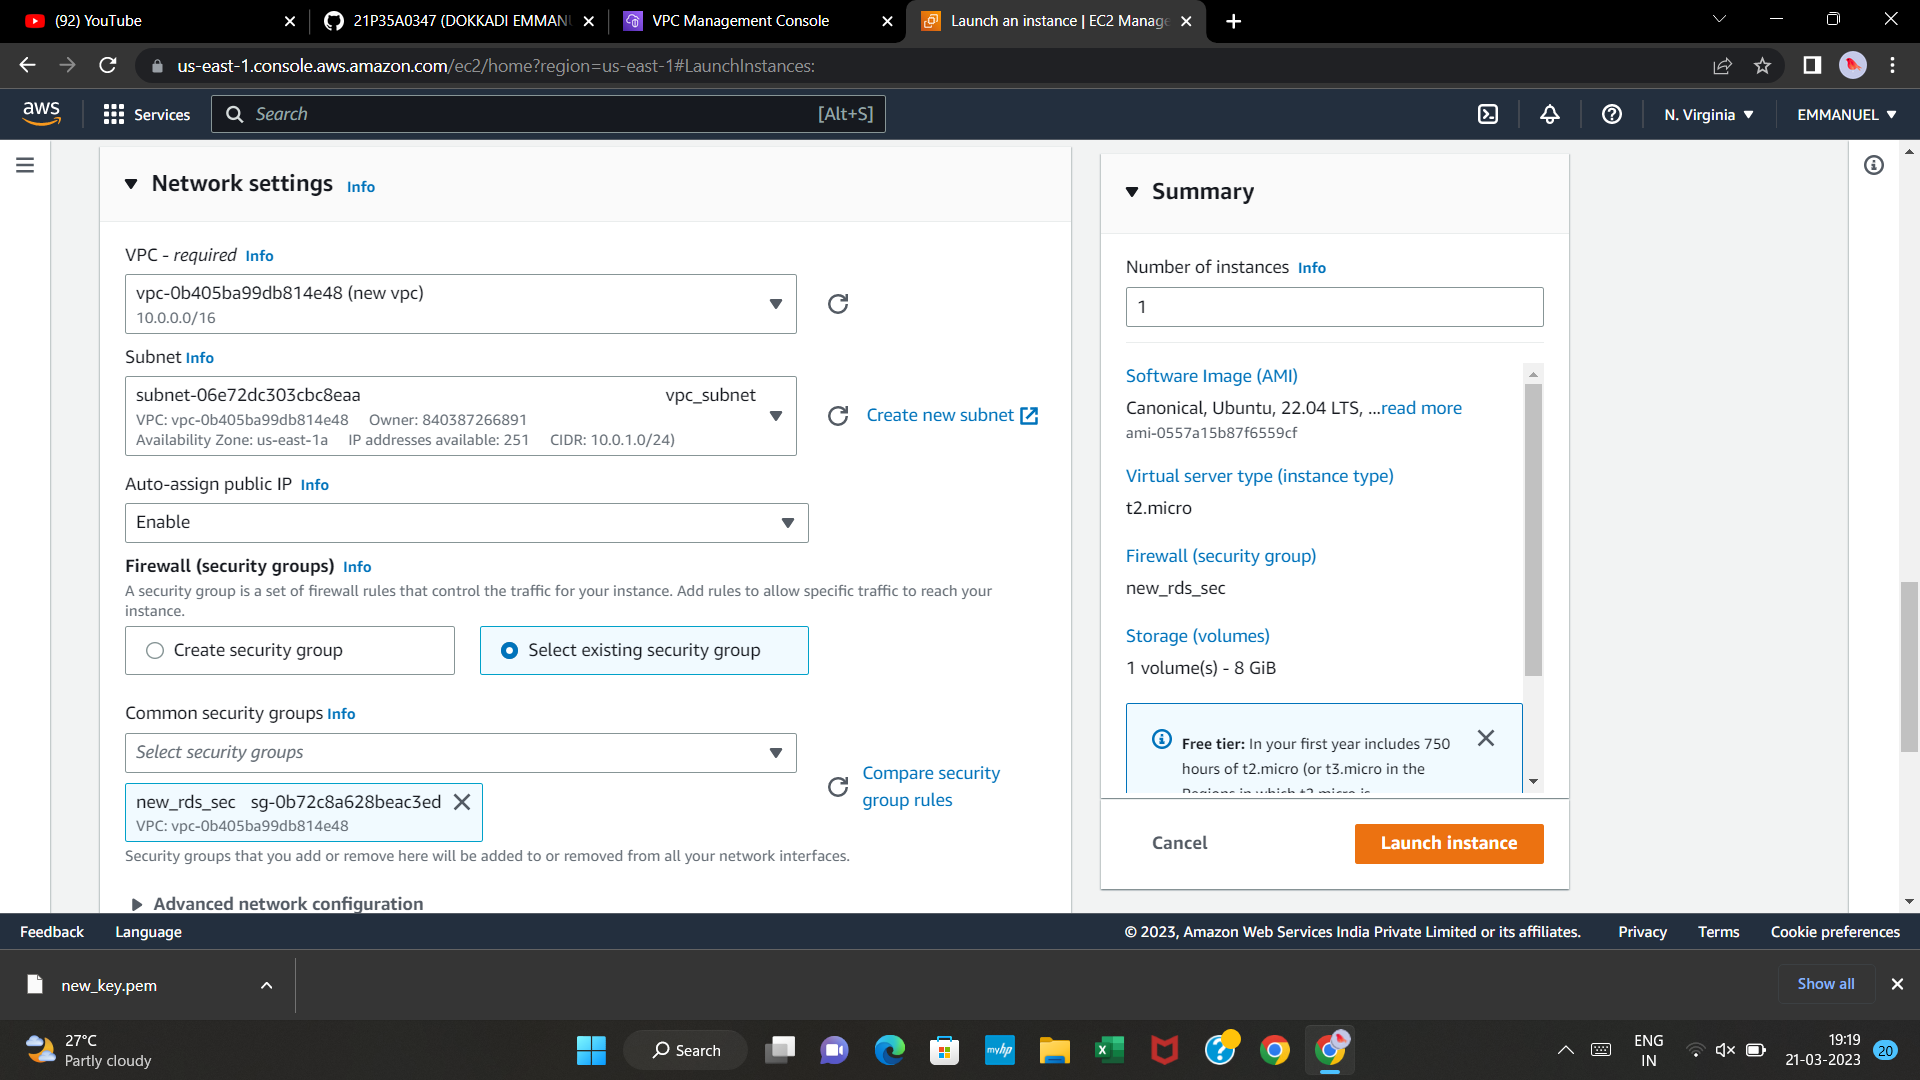 (92) YouTube
21P35A0347 (DOKKADI EMMANU
VPC Management Console
Launch an instance | EC2 Manage
us-east-1.console.aws.amazon.com/ec2/home?region=us-east-1#LaunchInstances:
aws
Services
Search
[Alt+S]
N. Virginia
EMMANUEL
Network settings Info
VPC - required Info
vpc-0b405ba99db814e48 (new vpc)
10.0.0.0/16
Subnet Info
subnet-06e72dc303cbc8eaa vpc_subnet
VPC: vpc-0b405ba99db814e48 Owner: 840387266891
Availability Zone: us-east-1a IP addresses available: 251 CIDR: 10.0.1.0/24)
Create new subnet
Auto-assign public IP Info
Enable
Firewall (security groups) Info
A security group is a set of firewall rules that control the traffic for your instance. Add rules to allow specific traffic to reach your
instance.
Create security group
Select existing security group
Common security groups Info
Select security groups
Compare security
group rules
new_rds_sec sg-0b72c8a628beac3ed
VPC: vpc-0b405ba99db814e48
Security groups that you add or remove here will be added to or removed from all your network interfaces.
Advanced network configuration
Summary
Number of instances Info
1
Software Image (AMI)
Canonical, Ubuntu, 22.04 LTS, ...read more
ami-0557a15b87f6559cf
Virtual server type (instance type)
t2.micro
Firewall (security group)
new_rds_sec
Storage (volumes)
1 volume(s) - 8 GiB
Free tier: In your first year includes 750
hours of t2.micro (or t3.micro in the
Regions in which t2.micro is
Cancel
Launch instance
Feedback
Language
© 2023, Amazon Web Services India Private Limited or its affiliates.
Privacy
Terms
Cookie preferences
new_key.pem
Show all
27°C
Partly cloudy
Search
myhp
ENG
IN
19:19
21-03-2023
20